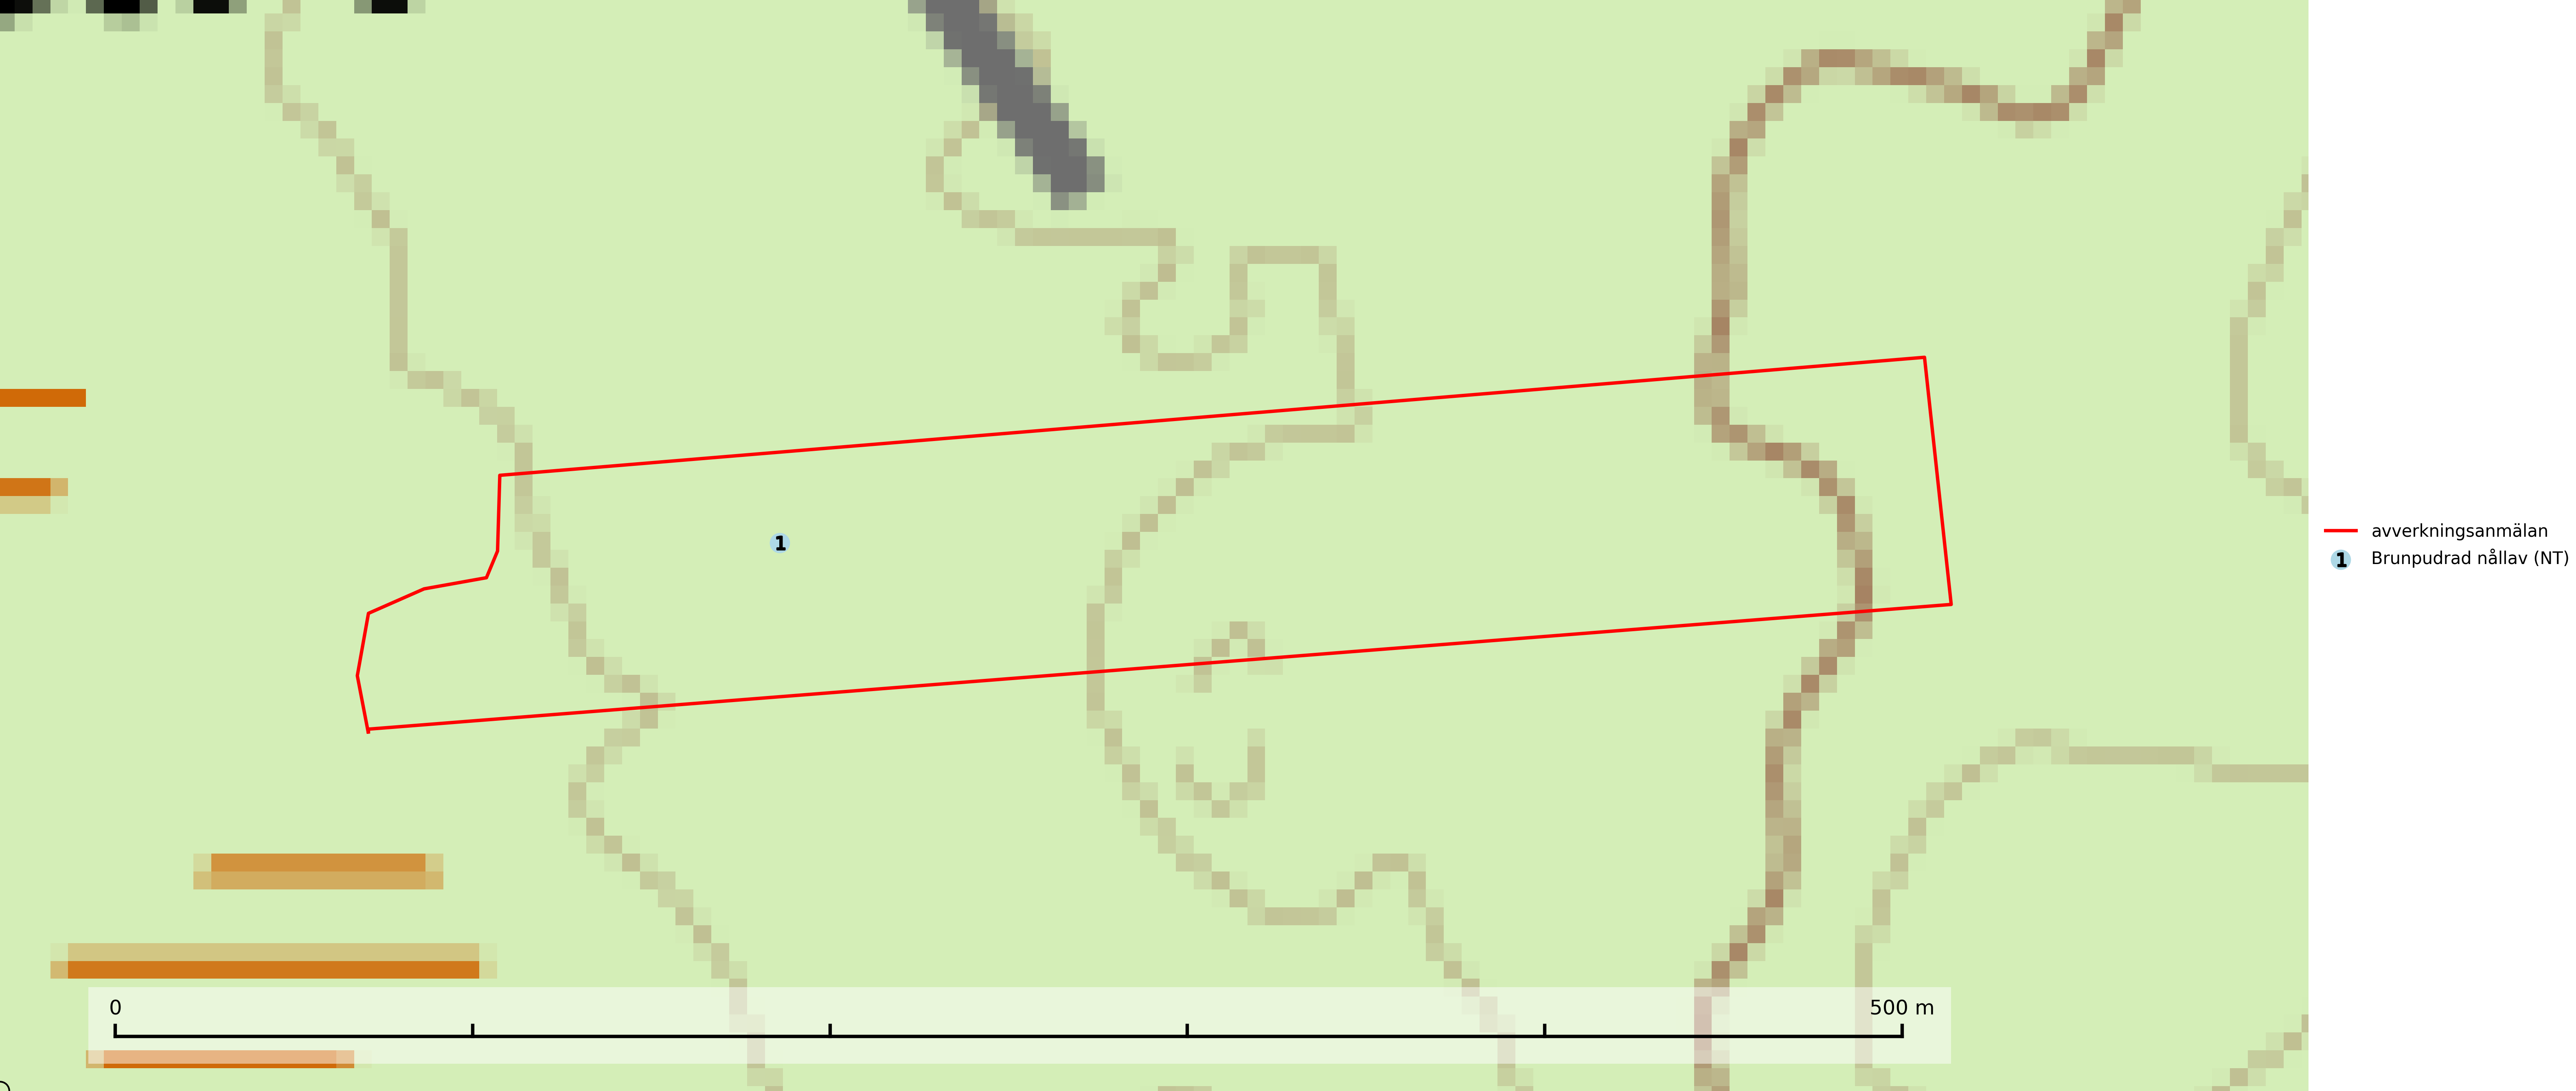 1
avverkningsanmälan
1 Brunpudrad nållav (NT)
0 500 m